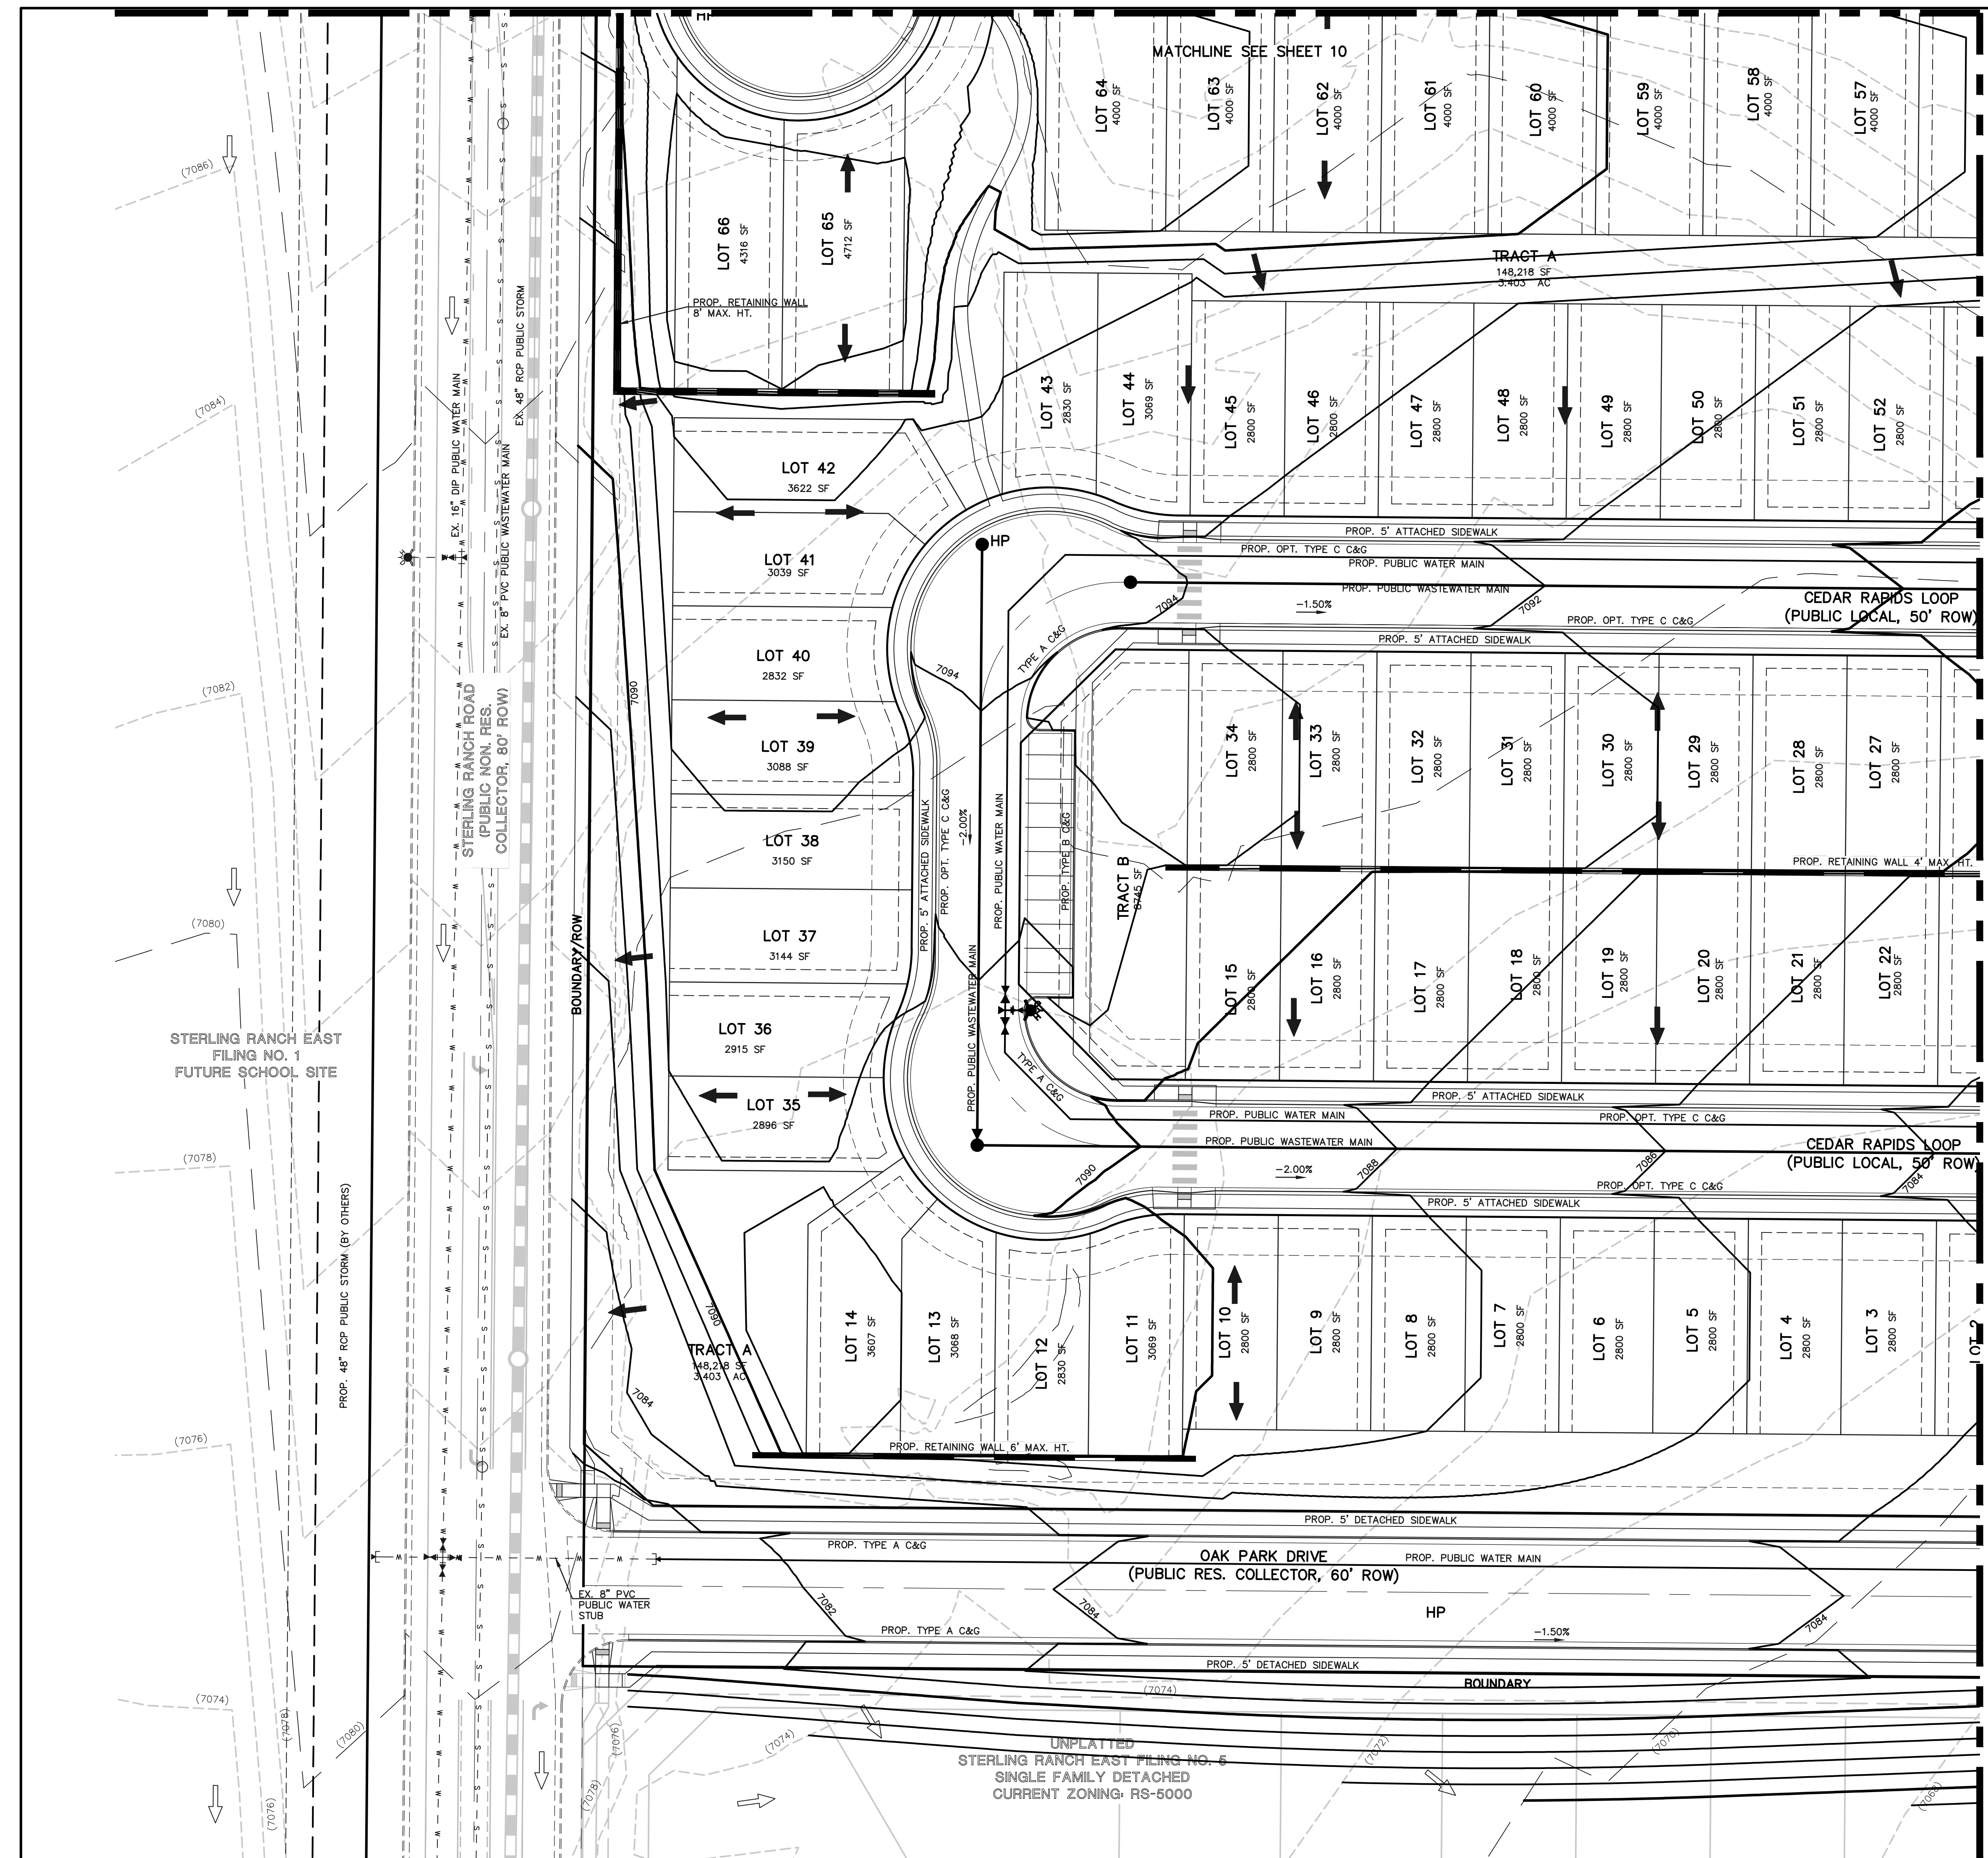 HP
MATCHLINE SEE SHEET 10
LOT 64
4000 SF
LOT 63
4000 SF
LOT 62
4000 SF
LOT 61
4000 SF
LOT 60
4000 SF
LOT 59
4000 SF
LOT 58
4000 SF
LOT 57
4000 SF
(7086)
LOT 66
4316 SF
LOT 65
4712 SF
PROP. RETAINING WALL
8' MAX. HT.
TRACT A
148,218 SF
3.403 AC
EX. 48" RCP PUBLIC STORM
EX. 16" DIP PUBLIC WATER MAIN
EX. 8" PVC PUBLIC WASTEWATER MAIN
(7084)
LOT 43
2830 SF
LOT 44
3069 SF
LOT 45
2800 SF
LOT 46
2800 SF
LOT 47
2800 SF
LOT 48
2800 SF
LOT 49
2800 SF
LOT 50
2800 SF
LOT 51
2800 SF
LOT 52
2800 SF
LOT 42
3622 SF
LOT 41
3039 SF
LOT 40
2832 SF
LOT 39
3088 SF
LOT 38
3150 SF
LOT 37
3144 SF
LOT 36
2915 SF
LOT 35
2896 SF
HP
PROP. 5' ATTACHED SIDEWALK
PROP. OPT. TYPE C C&G
PROP. PUBLIC WATER MAIN
PROP. PUBLIC WASTEWATER MAIN
CEDAR RAPIDS LOOP
(PUBLIC LOCAL, 50' ROW)
-1.50%
7094
7092
PROP. OPT. TYPE C C&G
PROP. 5' ATTACHED SIDEWALK
TYPE A C&G
7094
7090
(7082)
STERLING RANCH ROAD
(PUBLIC NON. RES.
COLLECTOR, 80' ROW)
BOUNDARY/ROW
PROP. 5' ATTACHED SIDEWALK
PROP. OPT. TYPE C C&G
-2.00%
PROP. PUBLIC WATER MAIN
PROP. PUBLIC WASTEWATER MAIN
PROP. TYPE B C&G
TRACT B
8745 SF
LOT 34
2800 SF
LOT 33
2800 SF
LOT 32
2800 SF
LOT 31
2800 SF
LOT 30
2800 SF
LOT 29
2800 SF
LOT 28
2800 SF
LOT 27
2800 SF
PROP. RETAINING WALL 4' MAX. HT.
LOT 15
2800 SF
LOT 16
2800 SF
LOT 17
2800 SF
LOT 18
2800 SF
LOT 19
2800 SF
LOT 20
2800 SF
LOT 21
2800 SF
LOT 22
2800 SF
(7080)
STERLING RANCH EAST
FILING NO. 1
FUTURE SCHOOL SITE
TYPE A C&G
PROP. 5' ATTACHED SIDEWALK
PROP. PUBLIC WATER MAIN
PROP. OPT. TYPE C C&G
PROP. PUBLIC WASTEWATER MAIN
CEDAR RAPIDS LOOP
(PUBLIC LOCAL, 50' ROW)
-2.00%
7090
7088
7086
7084
PROP. OPT. TYPE C C&G
PROP. 5' ATTACHED SIDEWALK
(7078)
PROP. 48" RCP PUBLIC STORM (BY OTHERS)
LOT 14
3607 SF
LOT 13
3068 SF
LOT 12
2830 SF
LOT 11
3069 SF
LOT 10
2800 SF
LOT 9
2800 SF
LOT 8
2800 SF
LOT 7
2800 SF
LOT 6
2800 SF
LOT 5
2800 SF
LOT 4
2800 SF
LOT 3
2800 SF
LOT 2
7090
TRACT A
148,218 SF
3.403 AC
7084
(7076)
PROP. RETAINING WALL 6' MAX. HT.
PROP. 5' DETACHED SIDEWALK
PROP. TYPE A C&G
OAK PARK DRIVE
(PUBLIC RES. COLLECTOR, 60' ROW)
PROP. PUBLIC WATER MAIN
EX. 8" PVC
PUBLIC WATER
STUB
7082
7084
HP
7084
PROP. TYPE A C&G
-1.50%
PROP. 5' DETACHED SIDEWALK
BOUNDARY
(7074)
(7074)
(7078)
(7080)
(7076)
(7074)
(7072)
(7070)
(7068)
(7076)
(7078)
UNPLATTED
STERLING RANCH EAST FILING NO. 5
SINGLE FAMILY DETACHED
CURRENT ZONING: RS-5000